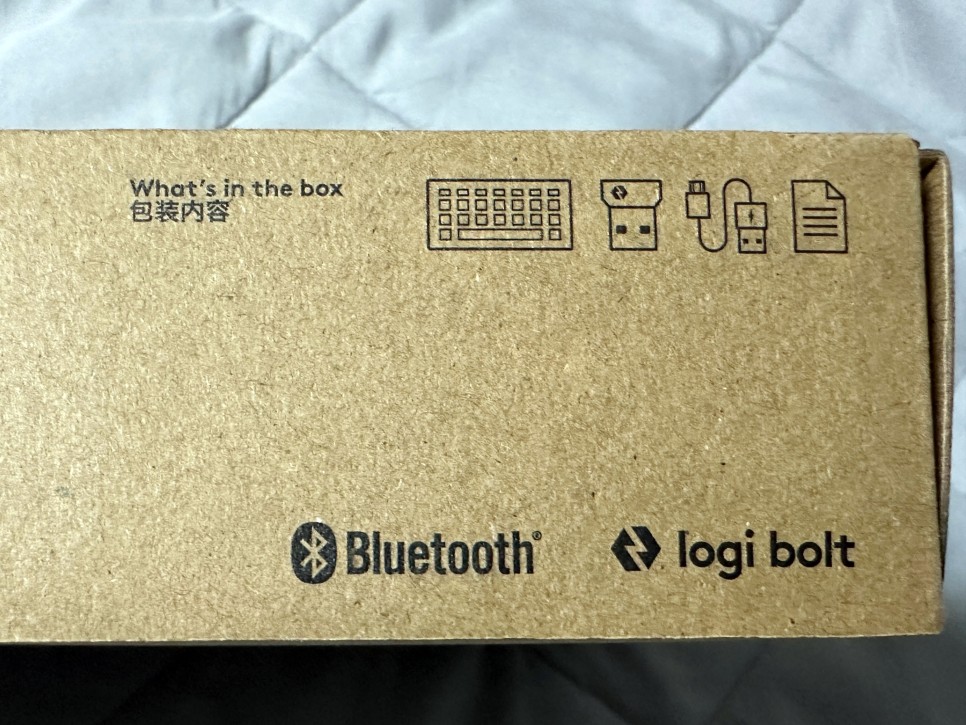 What's in the box
包装内容
Bluetooth®
logi bolt